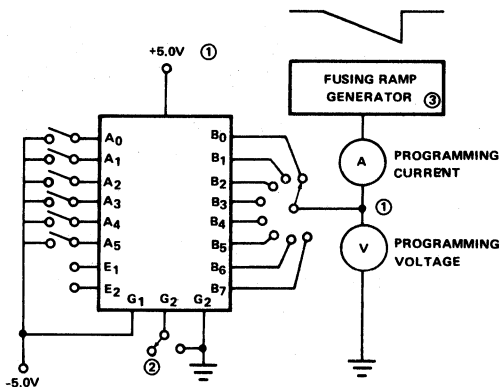 +5.0V ①
FUSING RAMP
GENERATOR ③
A
PROGRAMMING
CURRENT
①
V
PROGRAMMING
VOLTAGE
A0
A1
A2
A3
A4
A5
E1
E2
B0
B1
B2
B3
B4
B5
B6
B7
G1 G2 G2
②
-5.0V